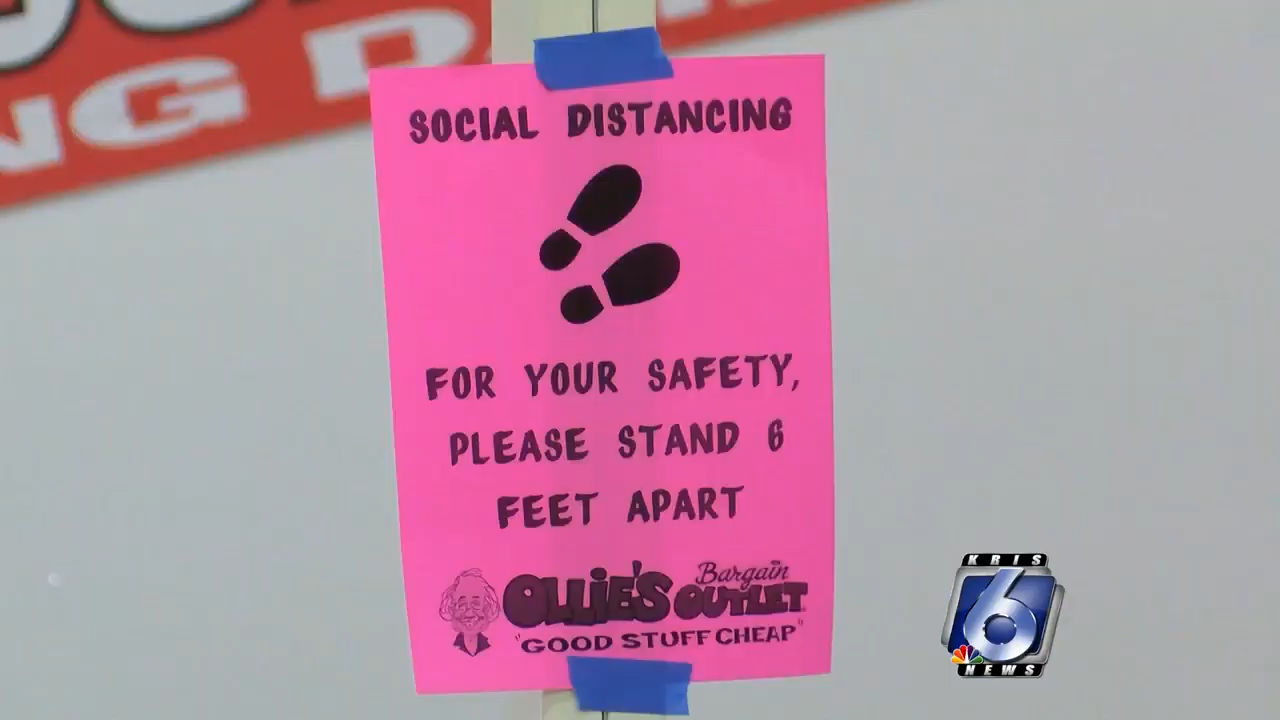 NG D
SOCIAL DISTANCING
FOR YOUR SAFETY,
PLEASE STAND 6
FEET APART
OLLiE'S Bargain OUTLET
"GOOD STUFF CHEAP"
KRIS
6
NEWS